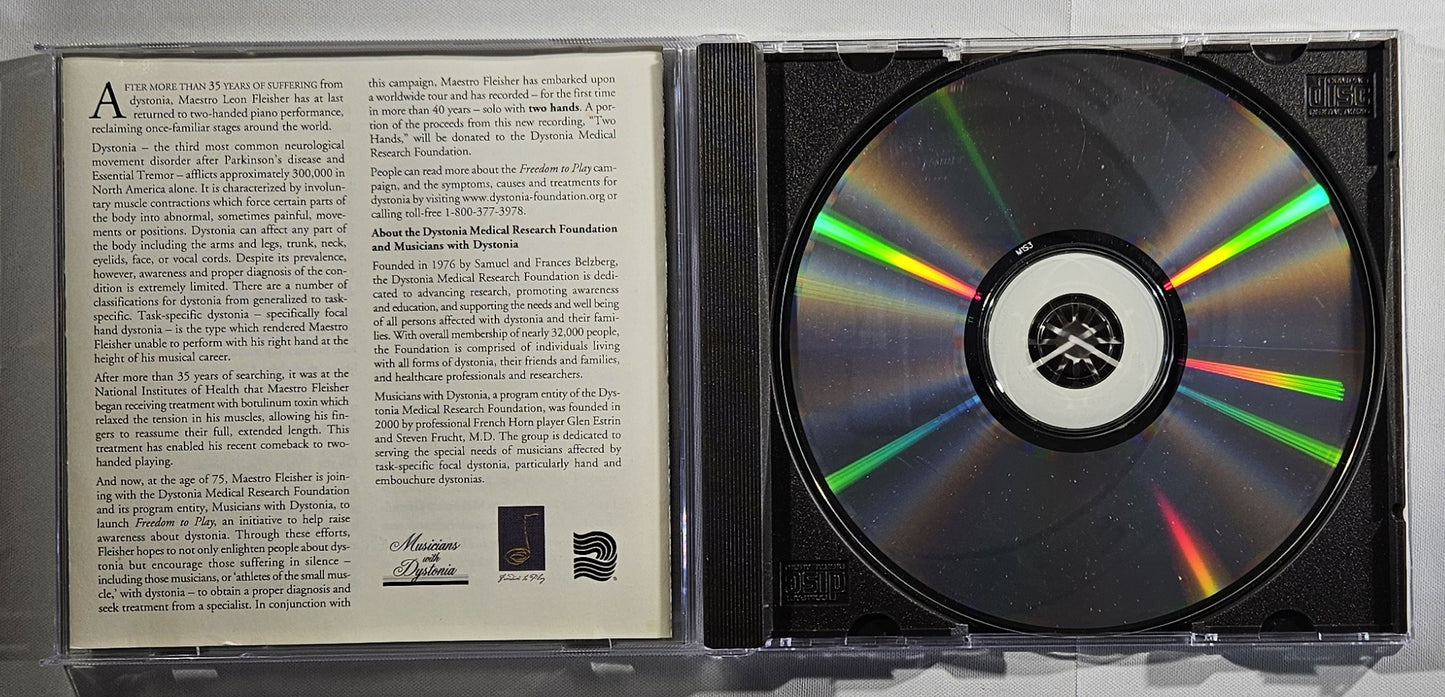 AFTER MORE THAN 35 YEARS OF SUFFERING from
dystonia, Maestro Leon Fleisher has at last
returned to two-handed piano performance,
reclaiming once-familiar stages around the world.
Dystonia – the third most common neurological
movement disorder after Parkinson's disease and
Essential Tremor – afflicts approximately 300,000 in
North America alone. It is characterized by involun-
tary muscle contractions which force certain parts of
the body into abnormal, sometimes painful, move-
ments or positions. Dystonia can affect any part of
the body including the arms and legs, trunk, neck,
eyelids, face, or vocal cords. Despite its prevalence,
however, awareness and proper diagnosis of the con-
dition is extremely limited. There are a number of
classifications for dystonia from generalized to task-
specific. Task-specific dystonia – specifically focal
hand dystonia – is the type which rendered Maestro
Fleisher unable to perform with his right hand at the
height of his musical career.
After more than 35 years of searching, it was at the
National Institutes of Health that Maestro Fleisher
began receiving treatment with botulinum toxin which
relaxed the tension in his muscles, allowing his fin-
gers to reassume their full, extended length. This
treatment has enabled his recent comeback to two-
handed playing.
And now, at the age of 75, Maestro Fleisher is join-
ing with the Dystonia Medical Research Foundation
and its program entity, Musicians with Dystonia, to
launch Freedom to Play, an initiative to help raise
awareness about dystonia. Through these efforts,
Fleisher hopes to not only enlighten people about dys-
tonia but encourage those suffering in silence –
including those musicians, or 'athletes of the small mus-
cle,' with dystonia – to obtain a proper diagnosis and
seek treatment from a specialist. In conjunction with
this campaign, Maestro Fleisher has embarked upon
a worldwide tour and has recorded – for the first time
in more than 40 years – solo with two hands. A por-
tion of the proceeds from this new recording, "Two
Hands," will be donated to the Dystonia Medical
Research Foundation.
People can read more about the Freedom to Play cam-
paign, and the symptoms, causes and treatments for
dystonia by visiting www.dystonia-foundation.org or
calling toll-free 1-800-377-3978.
About the Dystonia Medical Research Foundation
and Musicians with Dystonia
Founded in 1976 by Samuel and Frances Belzberg,
the Dystonia Medical Research Foundation is dedi-
cated to advancing research, promoting awareness
and education, and supporting the needs and well being
of all persons affected with dystonia and their fami-
lies. With overall membership of nearly 32,000 people,
the Foundation is comprised of individuals living
with all forms of dystonia, their friends and families,
and healthcare professionals and researchers.
Musicians with Dystonia, a program entity of the Dys-
tonia Medical Research Foundation, was founded in
2000 by professional French Horn player Glen Estrin
and Steven Frucht, M.D. The group is dedicated to
serving the special needs of musicians affected by
task-specific focal dystonia, particularly hand and
embouchure dystonias.
Musicians
with
Dystonia
Freedom to Play
®
M1S3
COMPACT
disc
DIGITAL AUDIO
disc